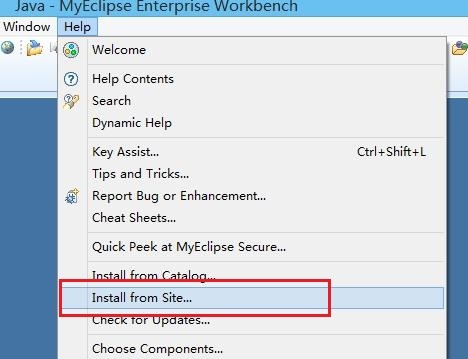 Java - MyEclipse Enterprise Workbench
Window Help
Welcome
Help Contents
Search
Dynamic Help
Key Assist... Ctrl+Shift+L
Tips and Tricks...
Report Bug or Enhancement...
Cheat Sheets...
Quick Peek at MyEclipse Secure...
Install from Catalog...
Install from Site...
Check for Updates...
Choose Components...